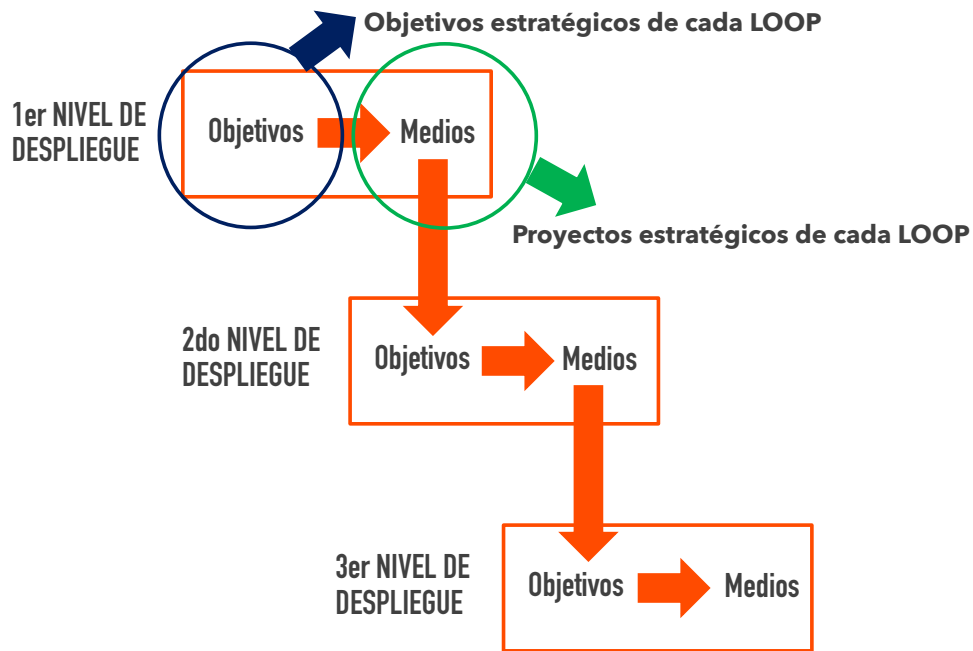 Objetivos estratégicos de cada LOOP
1er NIVEL DE
DESPLIEGUE
Objetivos
Medios
Proyectos estratégicos de cada LOOP
2do NIVEL DE
DESPLIEGUE
Objetivos
Medios
3er NIVEL DE
DESPLIEGUE
Objetivos
Medios